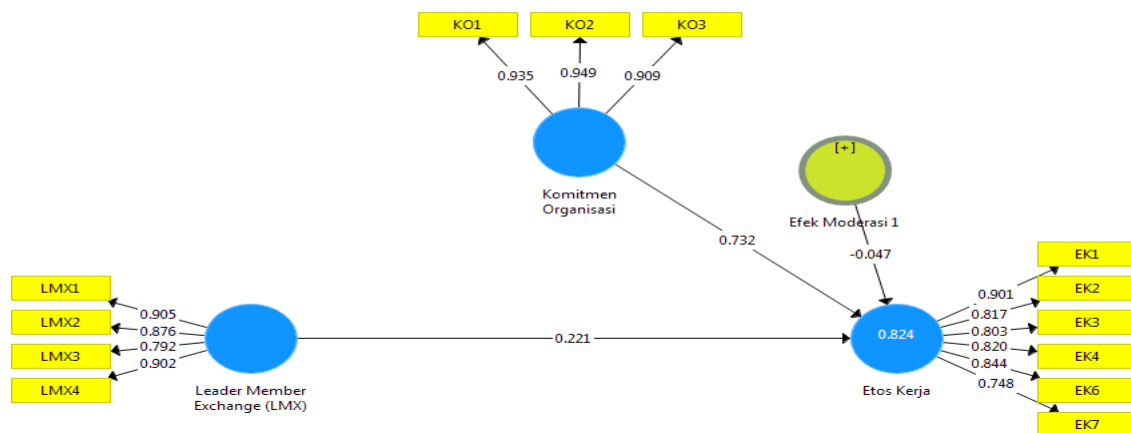 KO1 KO2 KO3
0.935 0.949 0.909
[+]
Komitmen
Organisasi
Efek Moderasi 1
0.732
-0.047
LMX1
LMX2
LMX3
LMX4
0.905
0.876
0.792
0.902
Leader Member
Exchange (LMX)
0.221
0.824
Etos Kerja
0.901
0.817
0.803
0.820
0.844
0.748
EK1
EK2
EK3
EK4
EK6
EK7